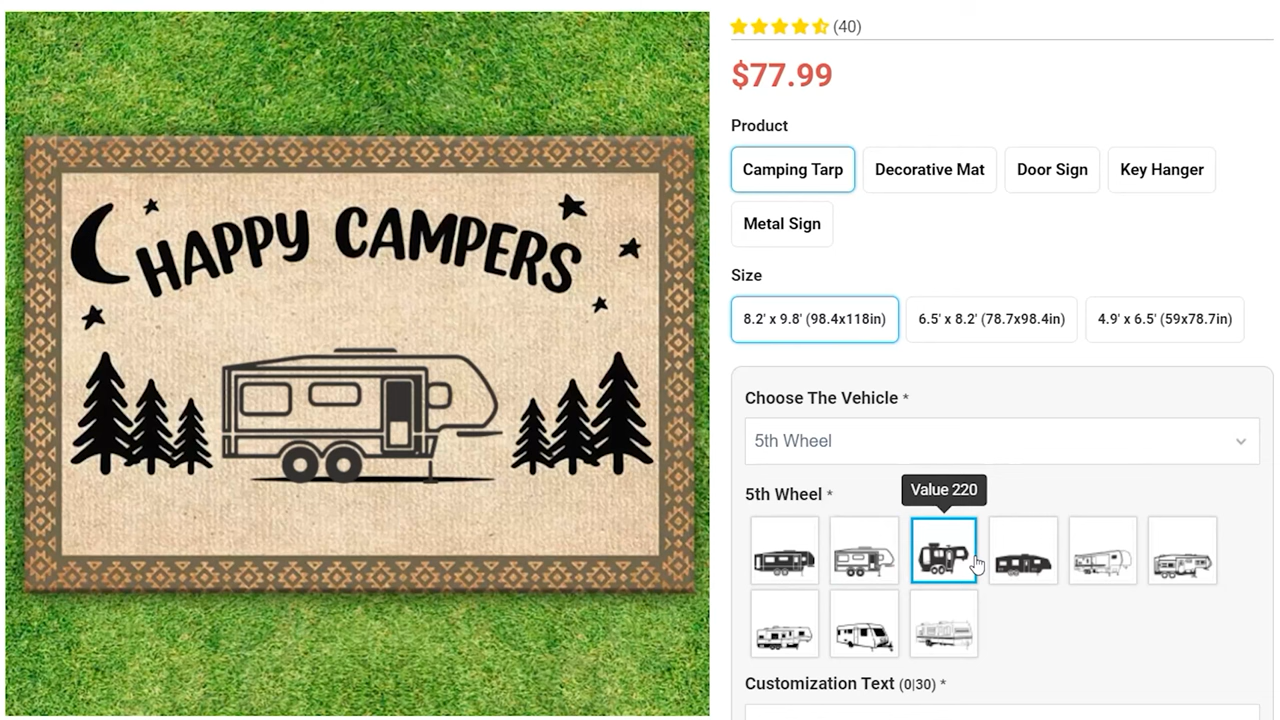 HAPPY CAMPERS
(40)
$77.99
Product
Camping Tarp
Decorative Mat
Door Sign
Key Hanger
Metal Sign
Size
8.2' x 9.8' (98.4x118in)
6.5' x 8.2' (78.7x98.4in)
4.9' x 6.5' (59x78.7in)
Choose The Vehicle *
5th Wheel
5th Wheel *
Value 220
Customization Text (0|30) *